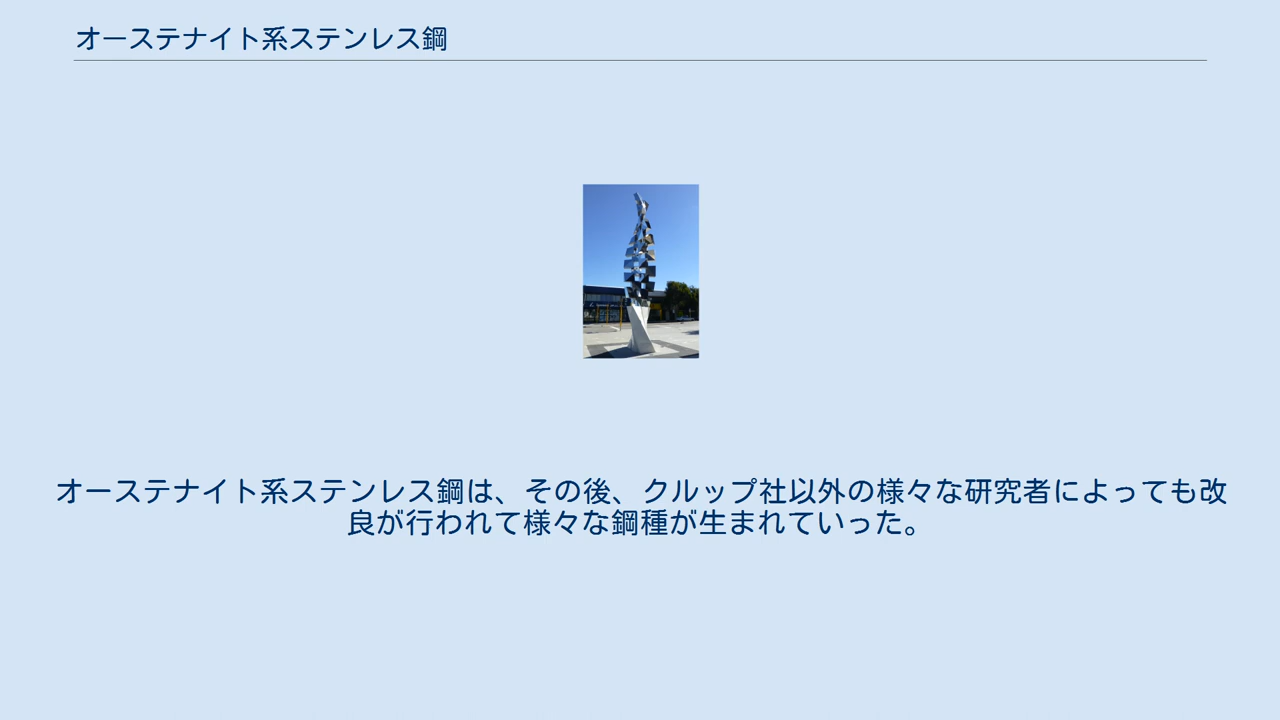 オーステナイト系ステンレス鋼
オーステナイト系ステンレス鋼は、その後、クルップ社以外の様々な研究者によっても改
良が行われて様々な鋼種が生まれていった。